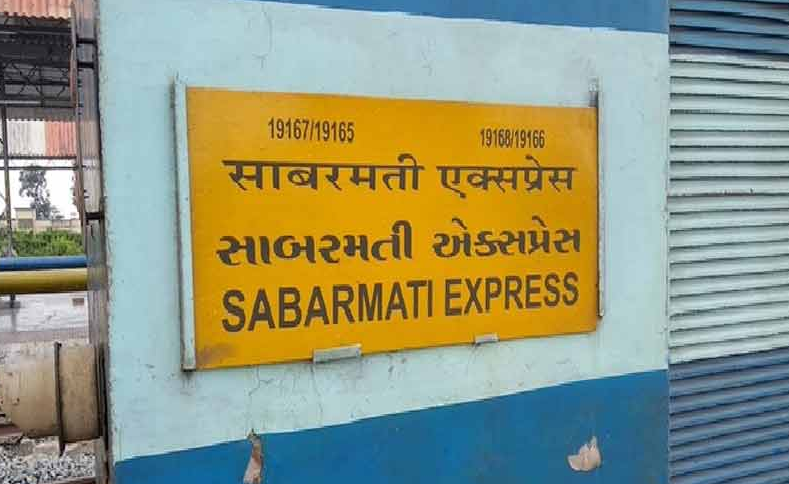 19167/19165 19168/19166
साबरमती एक्सप्रेस
સાબરમતી એક્સપ્રેસ
SABARMATI EXPRESS